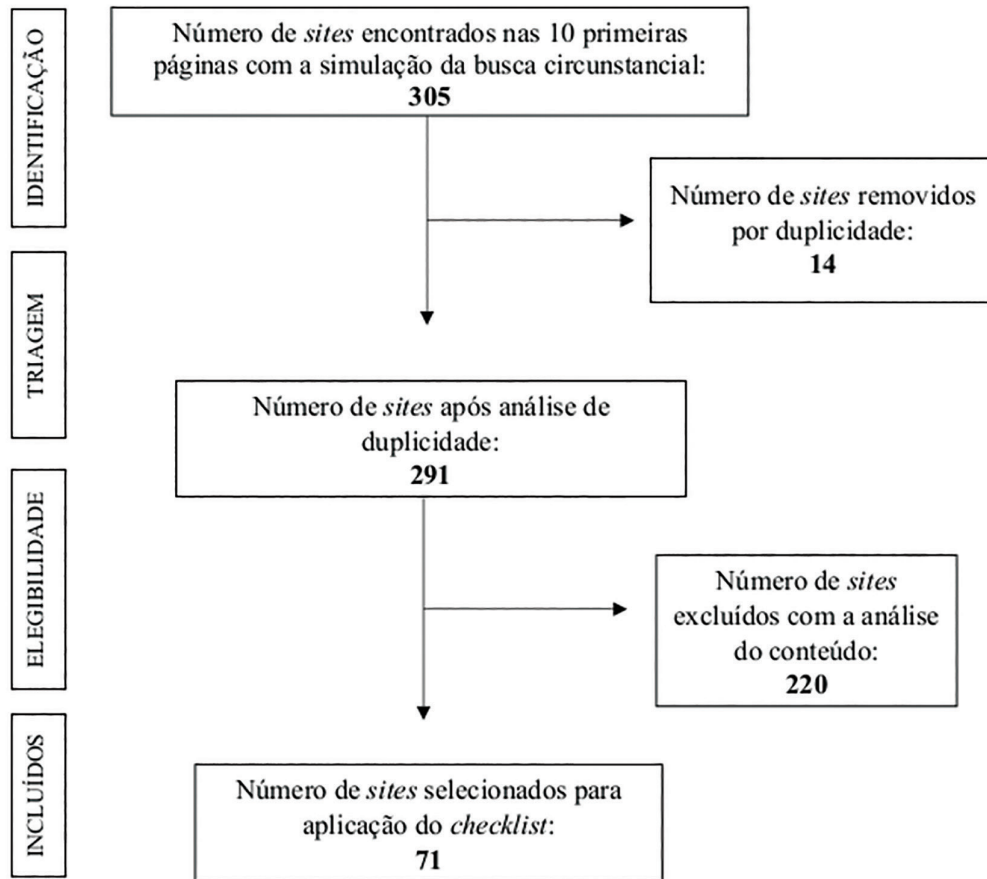 IDENTIFICAÇÃO
Número de sites encontrados nas 10 primeiras
páginas com a simulação da busca circunstancial:
305
Número de sites removidos
por duplicidade:
14
TRIAGEM
Número de sites após análise de
duplicidade:
291
ELEGIBILIDADE
Número de sites
excluídos com a análise
do conteúdo:
220
INCLUÍDOS
Número de sites selecionados para
aplicação do checklist:
71